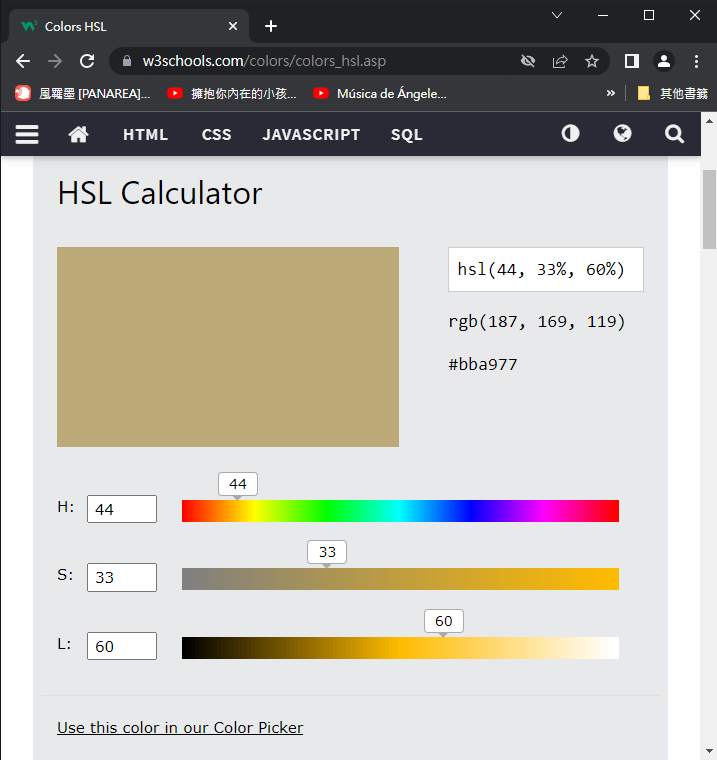 Colors HSL
w3schools.com/colors/colors_hsl.asp
風羅墨 [PANAREA]...
擁抱你內在的小孩...
Música de Ángele...
»
其他書籤
HTML
CSS
JAVASCRIPT
SQL
HSL Calculator
hsl(44, 33%, 60%)
rgb(187, 169, 119)
#bba977
44
H: 44
33
S: 33
60
L: 60
Use this color in our Color Picker